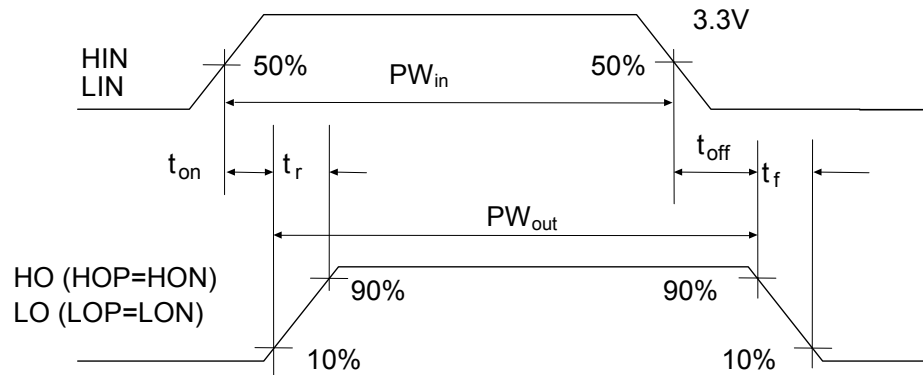 3.3V
HIN
LIN
50%
50%
PWin
ton
tr
toff
tf
PWout
HO (HOP=HON)
LO (LOP=LON)
90%
90%
10%
10%